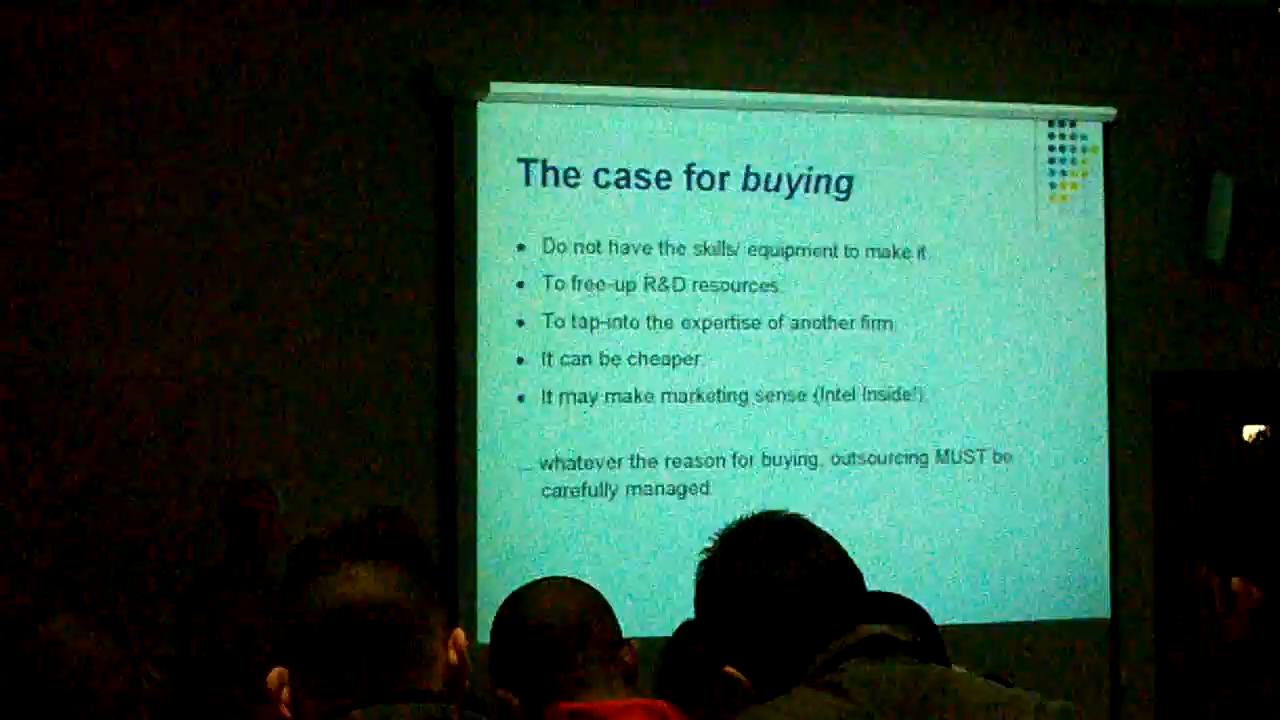 The case for buying
• Do not have the skills/ equipment to make it.
• To free-up R&D resources.
• To tap-into the expertise of another firm.
• It can be cheaper.
• It may make marketing sense (Intel Inside!).
... whatever the reason for buying, outsourcing MUST be
carefully managed.